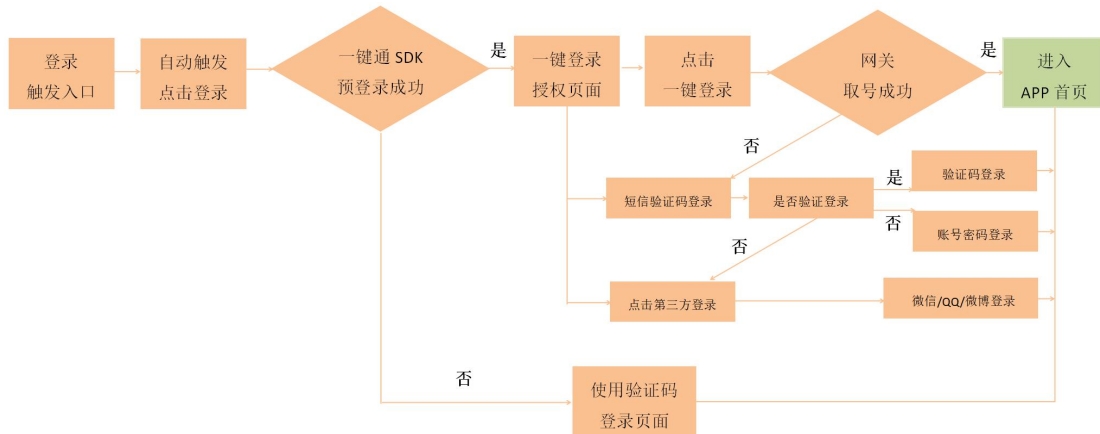 登录
触发入口
自动触发
点击登录
一键通 SDK
预登录成功
是
一键登录
授权页面
点击
一键登录
网关
取号成功
是
进入
APP 首页
否
短信验证码登录
是否验证登录
是
验证码登录
否
账号密码登录
否
点击第三方登录
微信/QQ/微博登录
否
使用验证码
登录页面